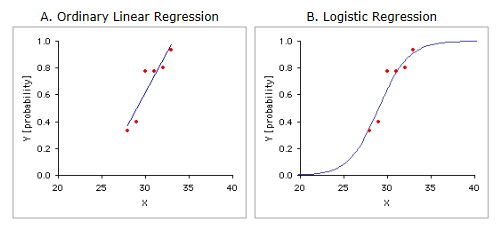 A. Ordinary Linear Regression
1.0
0.8
0.6
0.4
0.2
0.0
Y [probability]
20 25 30 35 40
X
B. Logistic Regression
1.0
0.8
0.6
0.4
0.2
0.0
Y [probability]
20 25 30 35 40
X